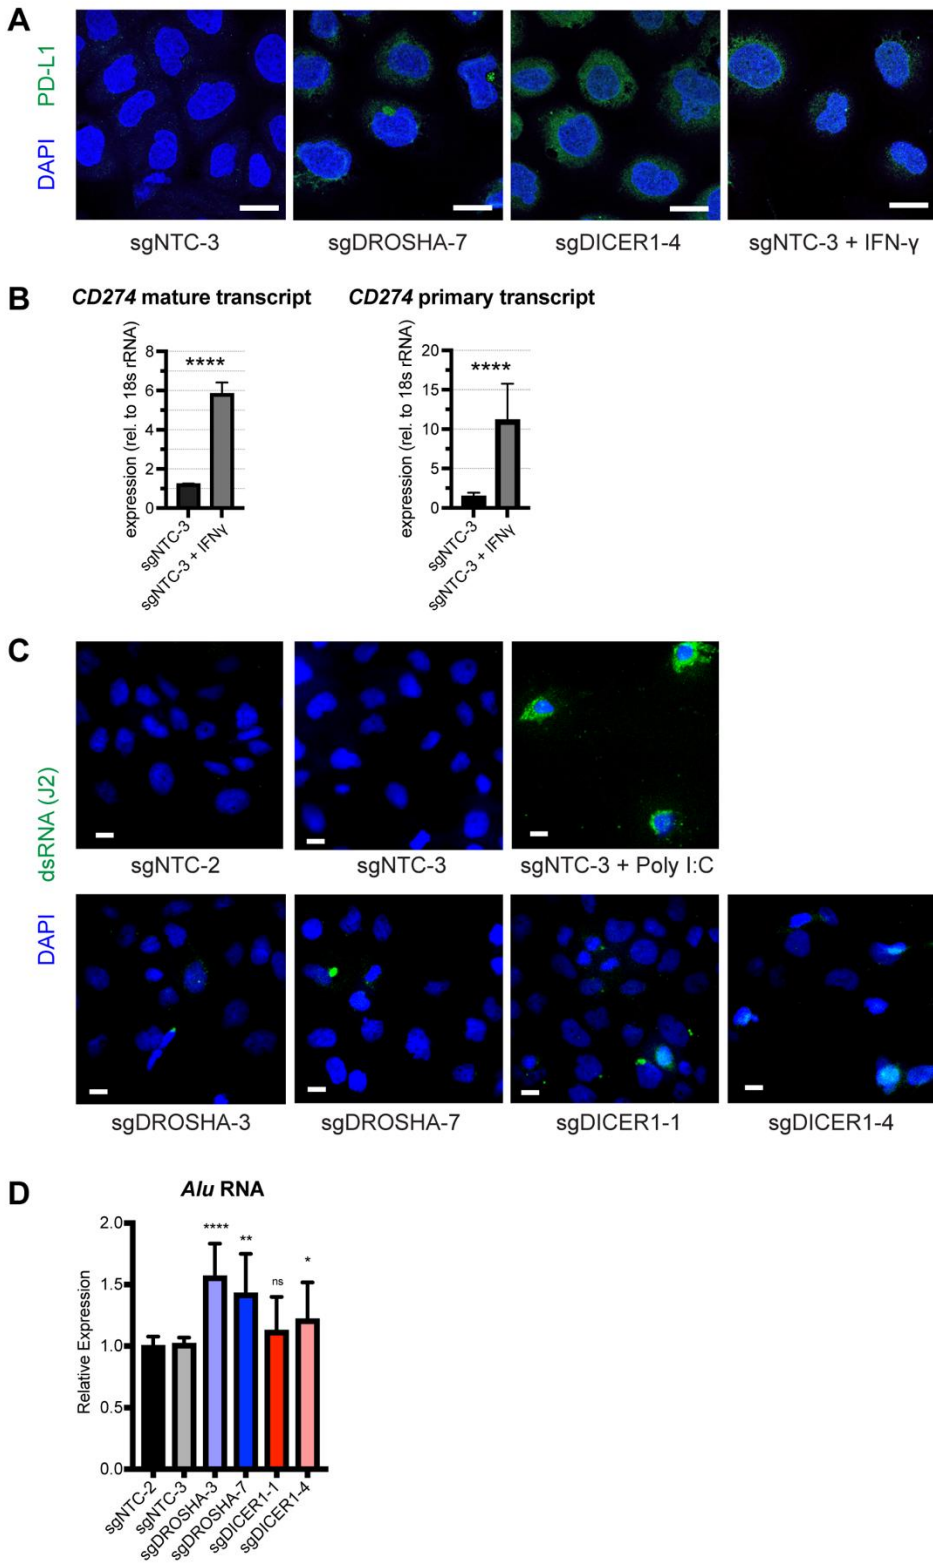 A
PD-L1
DAPI
sgNTC-3
sgDROSHA-7
sgDICER1-4
sgNTC-3 + IFN-γ
B
CD274 mature transcript
CD274 primary transcript
expression (rel. to 18s rRNA)
8
6
4
2
0
****
sgNTC-3
sgNTC-3 + IFNγ
expression (rel. to 18s rRNA)
20
15
10
5
0
****
sgNTC-3
sgNTC-3 + IFNγ
C
dsRNA (J2)
DAPI
sgNTC-2
sgNTC-3
sgNTC-3 + Poly I:C
sgDROSHA-3
sgDROSHA-7
sgDICER1-1
sgDICER1-4
D
Alu RNA
Relative Expression
2.0
1.5
1.0
0.5
0.0
****
**
ns
*
sgNTC-2
sgNTC-3
sgDROSHA-3
sgDROSHA-7
sgDICER1-1
sgDICER1-4